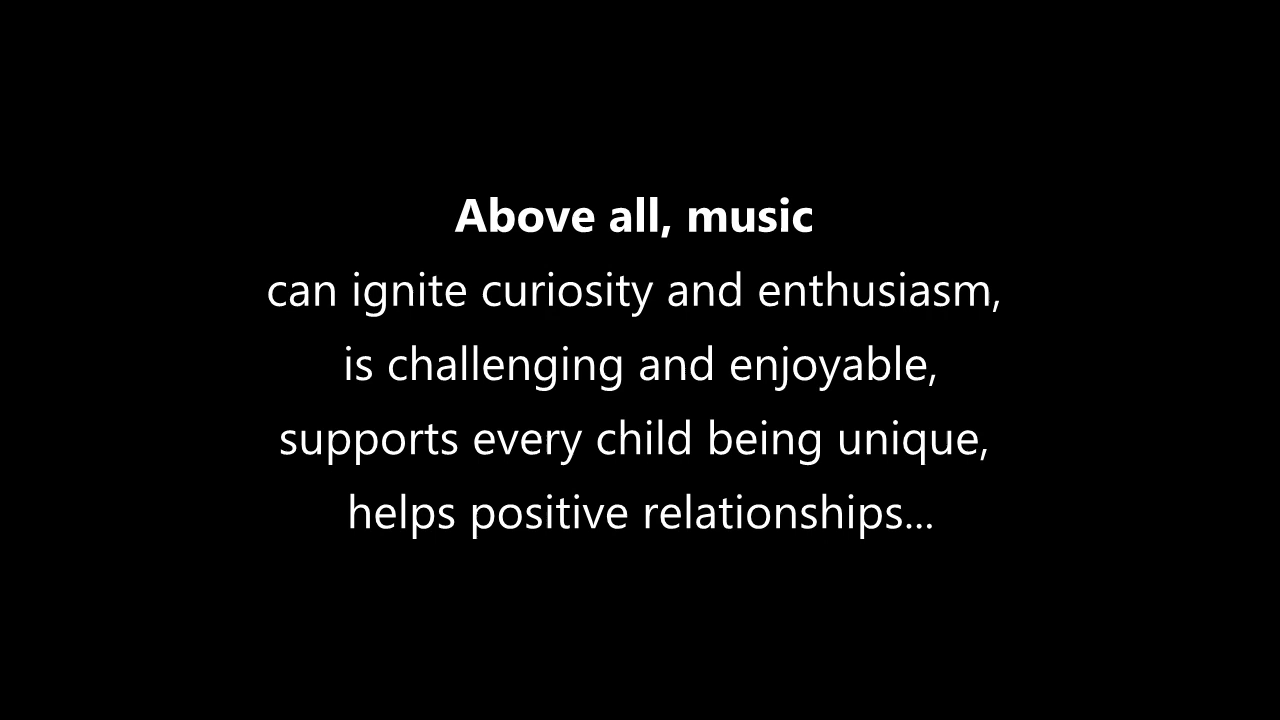 Above all, music
can ignite curiosity and enthusiasm,
is challenging and enjoyable,
supports every child being unique,
helps positive relationships...